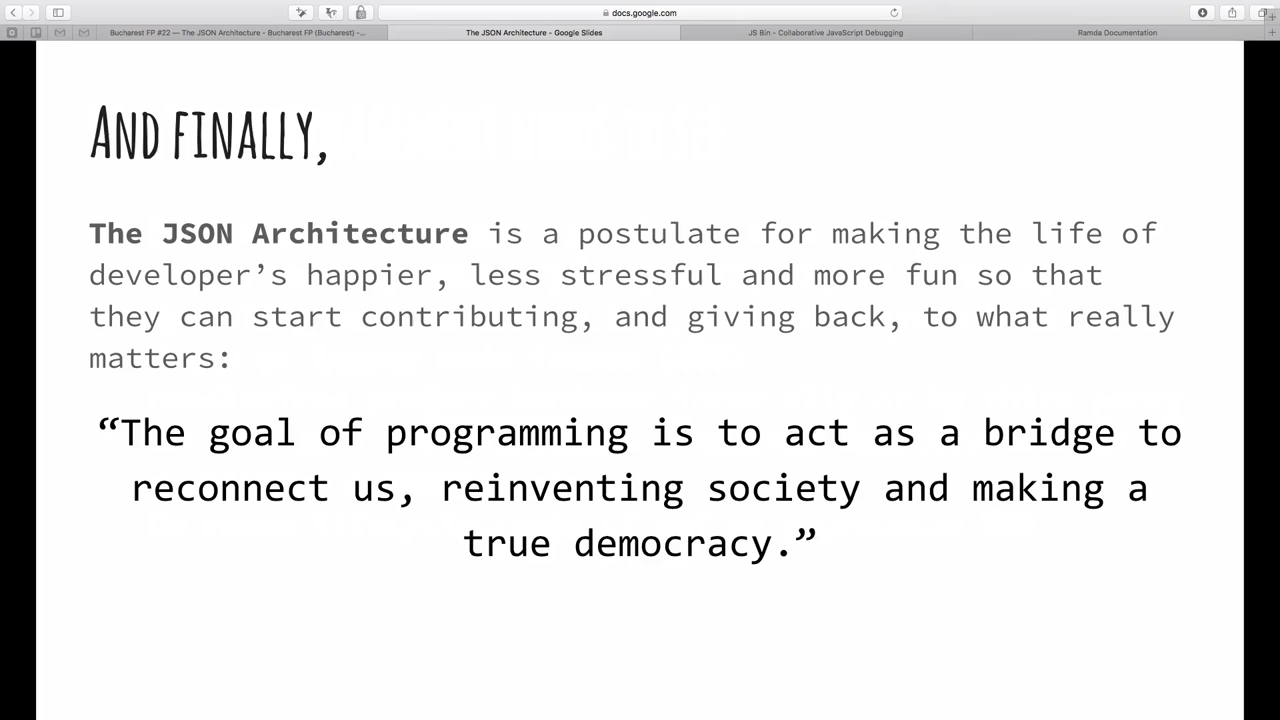 docs.google.com
Bucharest FP #22 — The JSON Architecture - Bucharest FP (Bucharest) -...
The JSON Architecture - Google Slides
JS Bin - Collaborative JavaScript Debugging
Ramda Documentation
AND FINALLY,
The JSON Architecture is a postulate for making the life of
developer’s happier, less stressful and more fun so that
they can start contributing, and giving back, to what really
matters:
“The goal of programming is to act as a bridge to
reconnect us, reinventing society and making a
true democracy.”